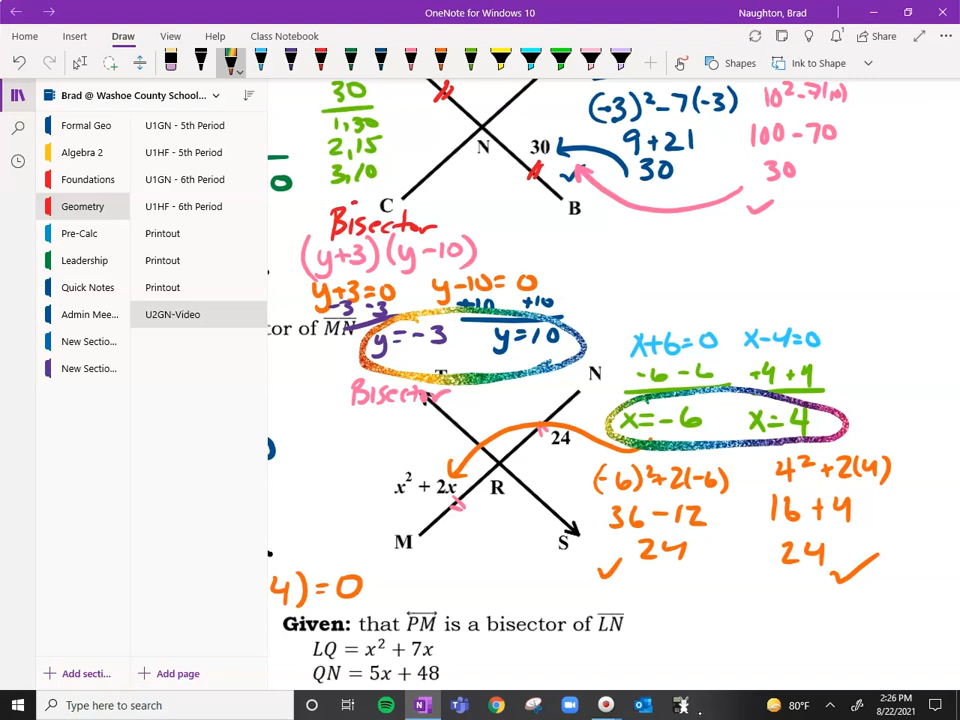 OneNote for Windows 10
Naughton, Brad
Home Insert Draw View Help Class Notebook
Share
Shapes
Ink to Shape
Brad @ Washoe County School...
Formal Geo
Algebra 2
Foundations
Geometry
Pre-Calc
Leadership
Quick Notes
Admin Mee...
New Sectio...
New Sectio...
U1GN - 5th Period
U1HF - 5th Period
U1GN - 6th Period
U1HF - 6th Period
Printout
Printout
Printout
U2GN-Video
Add secti...
Add page
30
1,30
2,15
3,10
N
30
C
B
(-3)²-7(-3)
9+21
30
10²-7(10)
100-70
30
Bisector
(y+3)(y-10)
y+3=0 y-10=0
-3 -3 +10 +10
tor of MN
y=-3 y=10
Bisector
N
24
x² + 2x
R
M
S
x+6=0 x-4=0
-6 -6 +4 +4
x=-6 x=4
(-6)²+2(-6)
36-12
24
4²+2(4)
16+4
24
4)=0
Given: that PM is a bisector of LN
LQ = x² + 7x
QN = 5x + 48
Type here to search
80°F
2:26 PM
8/22/2021